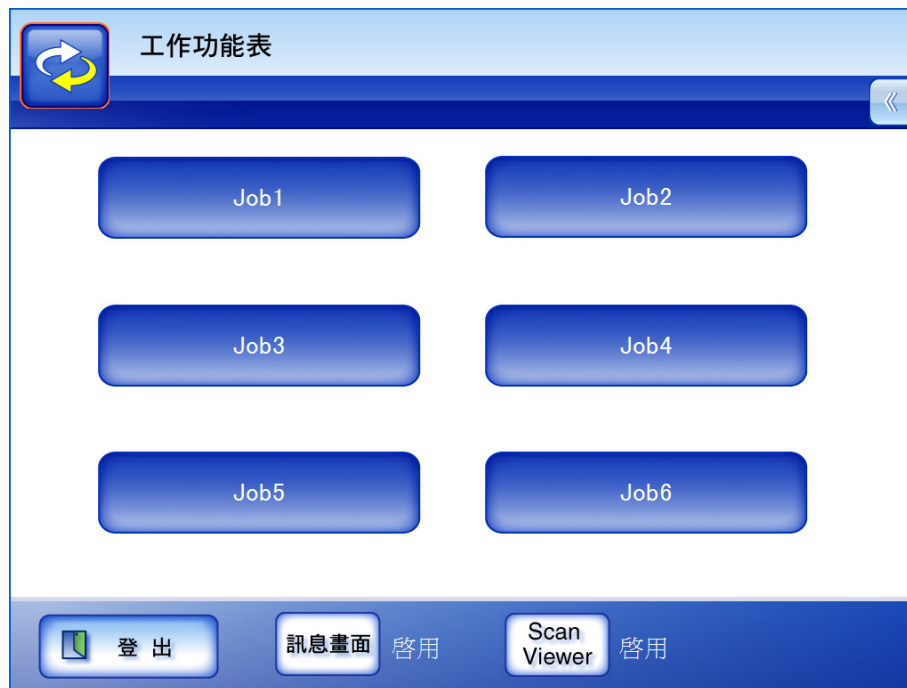 工作功能表
《
Job1
Job2
Job3
Job4
Job5
Job6
登 出
訊息畫面
啓用
Scan
Viewer
啓用